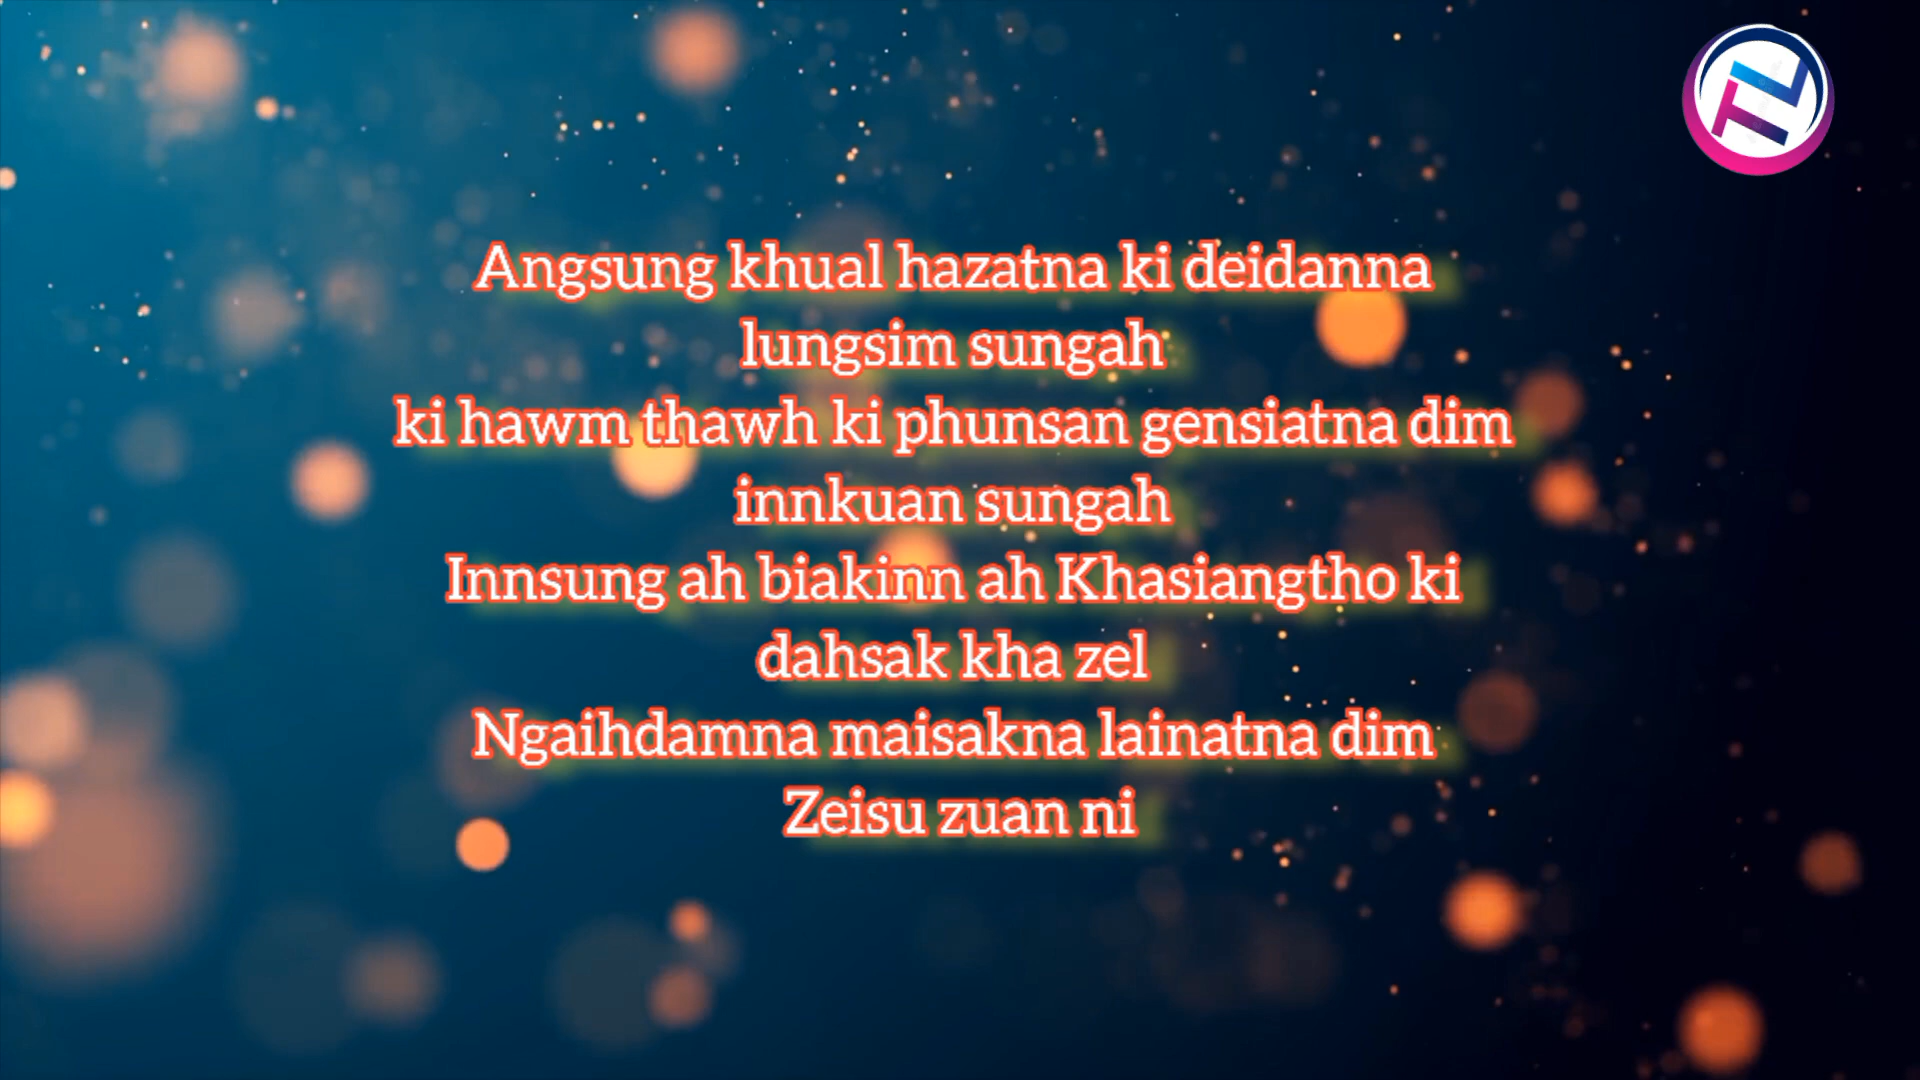 Angsung khual hazatna ki deidanna
lungsim sungah
ki hawm thawh ki phunsan gensiatna dim
innkuan sungah
Innsung ah biakinn ah Khasiangtho ki
dahsak kha zel
Ngaihdamna maisakna lainatna dim
Zeisu zuan ni